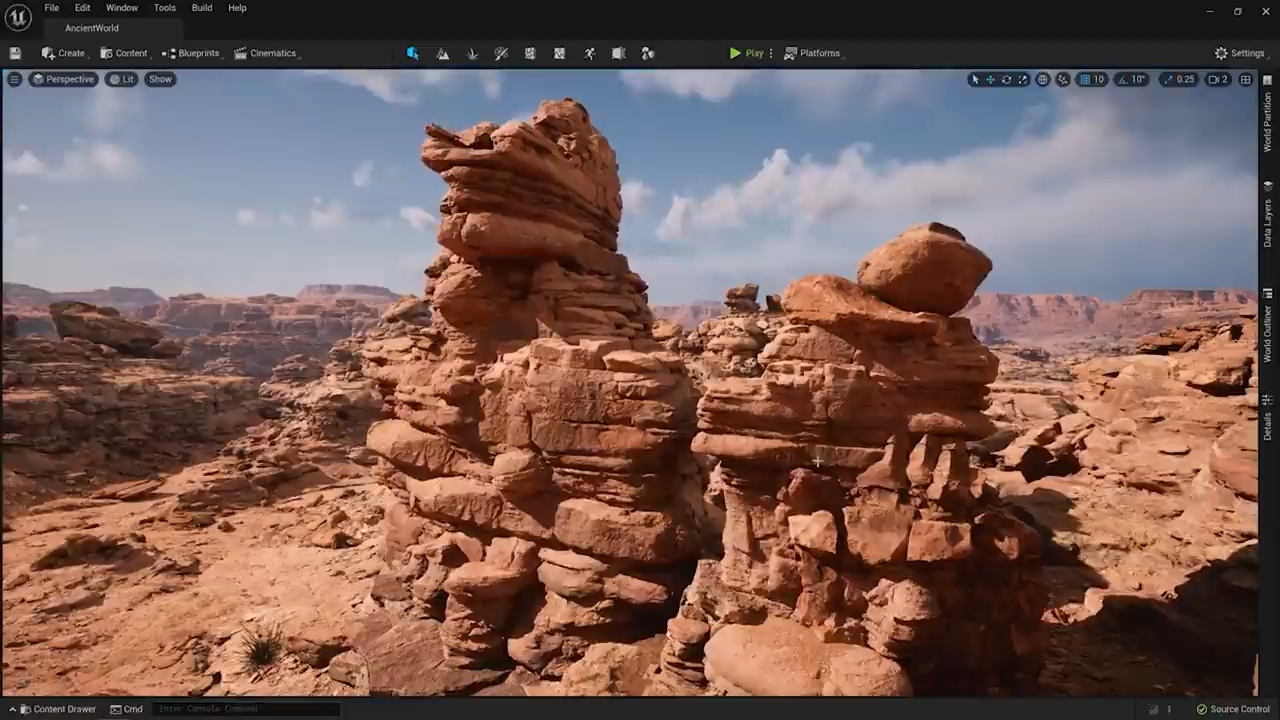 File Edit Window Tools Build Help
AncientWorld
Create Content Blueprints Cinematics Play Platforms Settings
Perspective Lit Show 10 10° 0.25 2
World Partition
Data Layers
World Outliner
Details
Content Drawer Cmd Enter Console Command Source Control